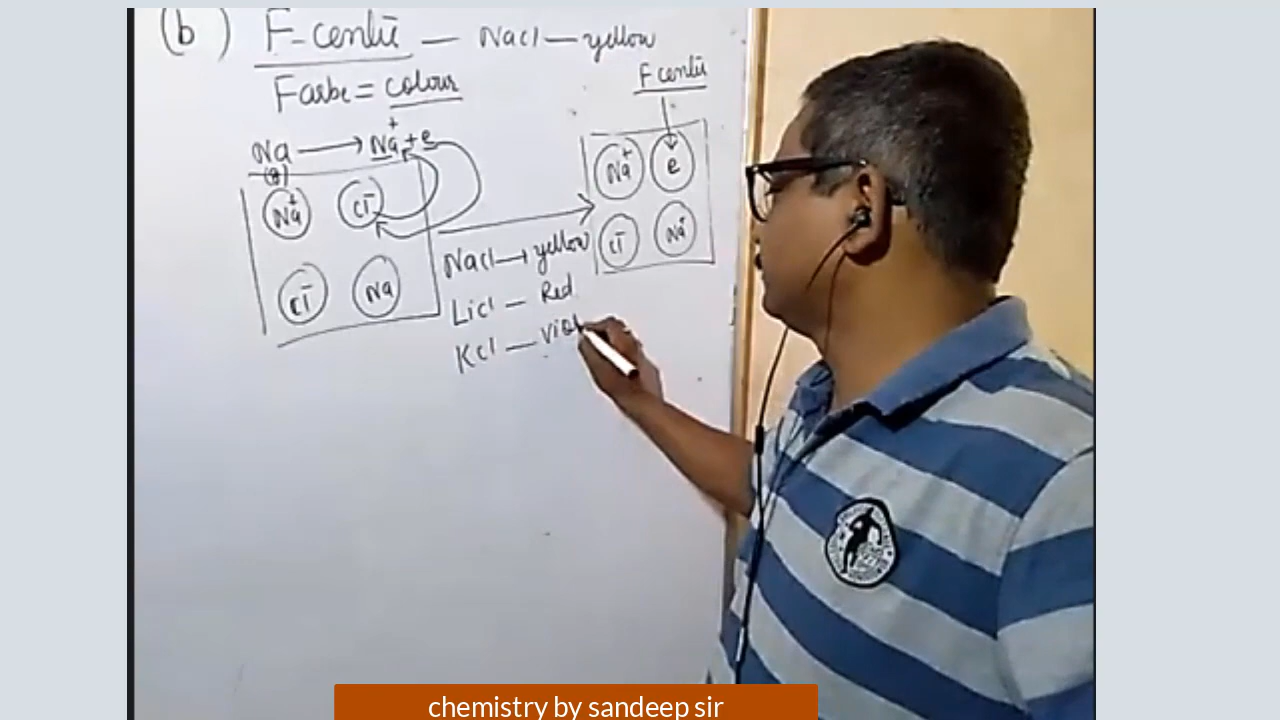 (b) F-centre — NaCl — yellow
Farbe = colour
F centre
Na → Na⁺ + e
(g)
Na⁺ Cl⁻
Cl⁻ Na
Na⁺ e
Cl⁻ Na⁺
NaCl → yellow
LiCl — Red
KCl — Viol
chemistry by sandeep sir